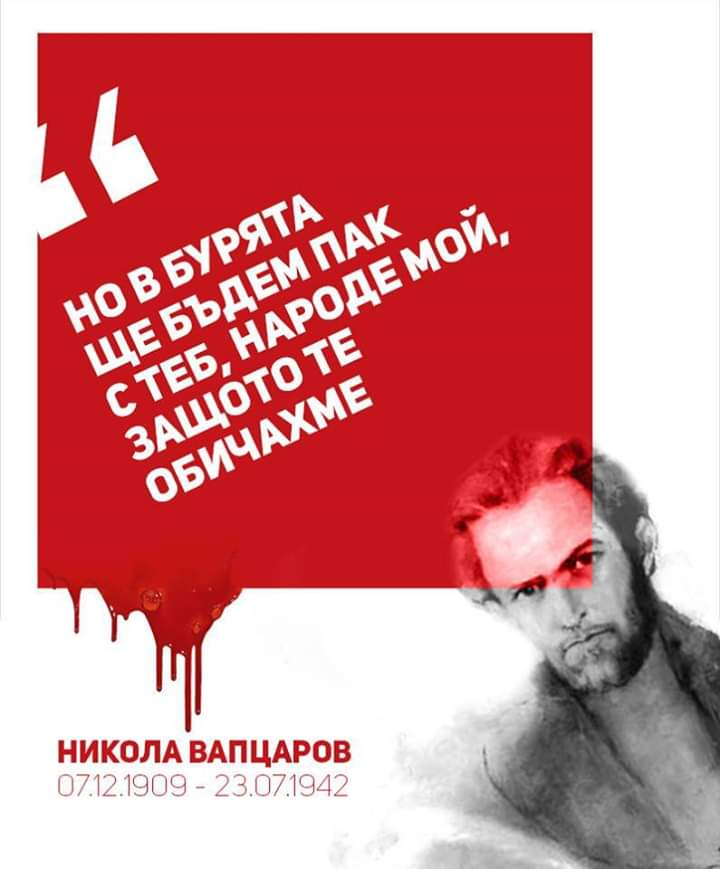 “
НО В БУРЯТА
ЩЕ БЪДЕМ ПАК
С ТЕБ, НАРОДЕ МОЙ,
ЗАЩОТО ТЕ
ОБИЧАХМЕ
НИКОЛА ВАПЦАРОВ
07.12.1909 - 23.07.1942